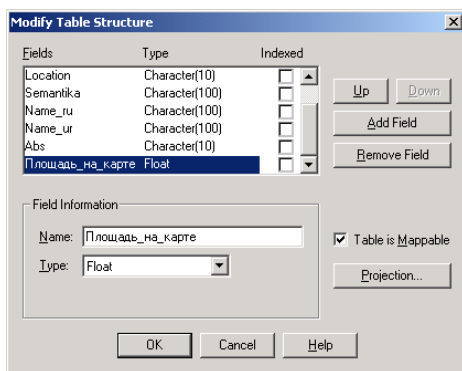 Modify Table Structure
Fields Type Indexed
Location Character(10)
Semantika Character(100)
Name_ru Character(100)
Name_ur Character(100)
Abs Character(10)
Площадь_на_карте Float
Up Down
Add Field
Remove Field
Field Information
Name: Площадь_на_карте
Type: Float
Table is Mappable
Projection...
OK Cancel Help